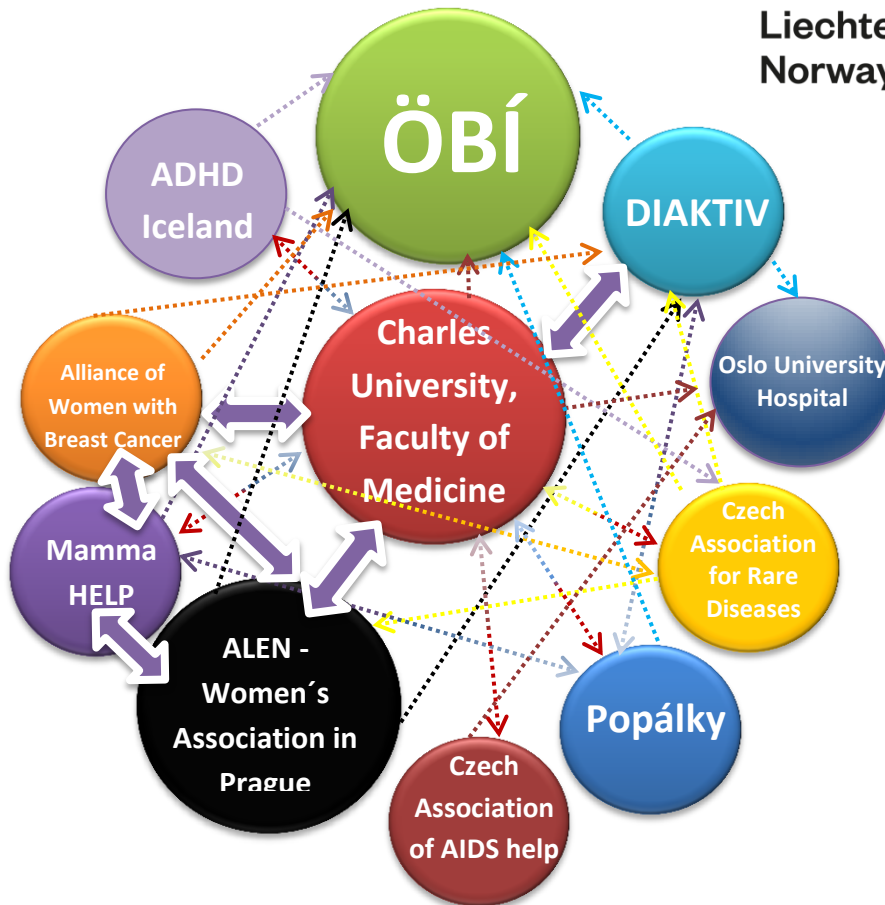 Liechte
Norway
ÖBÍ
ADHD
Iceland
DIAKTIV
Charles
University,
Faculty of
Medicine
Alliance of
Women with
Breast Cancer
Oslo University
Hospital
Mamma
HELP
Czech
Association
for Rare
Diseases
ALEN -
Women´s
Association in
Prague
Popálky
Czech
Association
of AIDS help